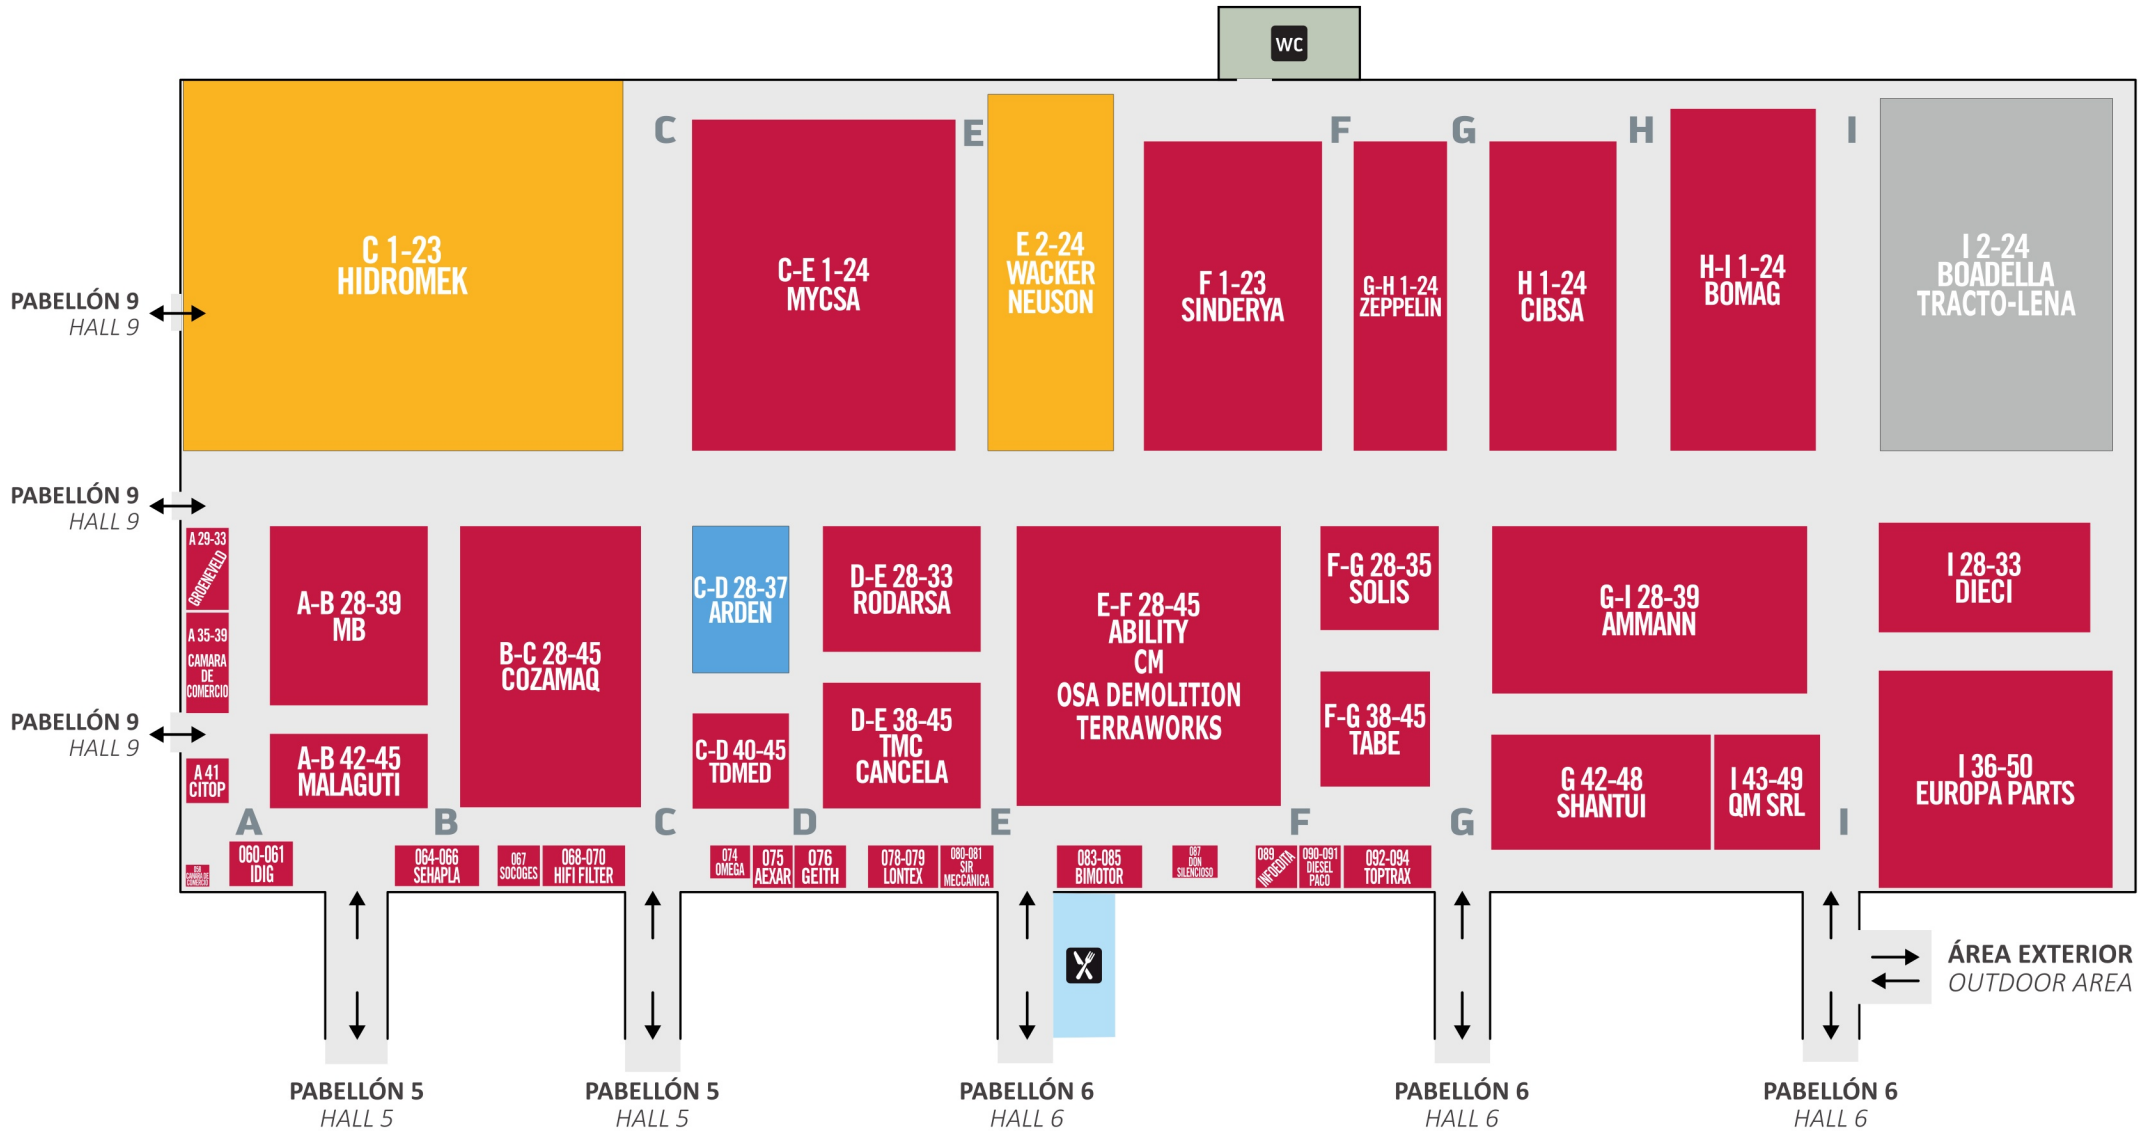 WC
C
E
F
G
H
I
C 1-23
HIDROMEK
C-E 1-24
MYCSA
E 2-24
WACKER
NEUSON
F 1-23
SINDERYA
G-H 1-24
ZEPPELIN
H 1-24
CIBSA
H-I 1-24
BOMAG
I 2-24
BOADELLA
TRACTO-LENA
PABELLÓN 9
HALL 9
PABELLÓN 9
HALL 9
PABELLÓN 9
HALL 9
A 29-33
GROENEVELD
A 35-39
CAMARA
DE
COMERCIO
A 41
CITOP
A-B 28-39
MB
A-B 42-45
MALAGUTI
B-C 28-45
COZAMAQ
C-D 28-37
ARDEN
C-D 40-45
TDMED
D-E 28-33
RODARSA
D-E 38-45
TMC
CANCELA
E-F 28-45
ABILITY
CM
OSA DEMOLITION
TERRAWORKS
F-G 28-35
SOLIS
F-G 38-45
TABE
G-I 28-39
AMMANN
G 42-48
SHANTUI
I 43-49
QM SRL
I 28-33
DIECI
I 36-50
EUROPA PARTS
A
B
C
D
E
F
G
I
058
CAMARA DE
COMERCIO
060-061
IDIG
064-066
SEHAPLA
067
SOCOGES
068-070
HIFI FILTER
074
OMEGA
075
AEXAR
076
GEITH
078-079
LONTEX
080-081
SIR
MECCANICA
083-085
BIMOTOR
087
DON
SILENCIOSO
089
INFOEDITA
090-091
DIESEL
PACO
092-094
TOPTRAX
ÁREA EXTERIOR
OUTDOOR AREA
PABELLÓN 5
HALL 5
PABELLÓN 5
HALL 5
PABELLÓN 6
HALL 6
PABELLÓN 6
HALL 6
PABELLÓN 6
HALL 6